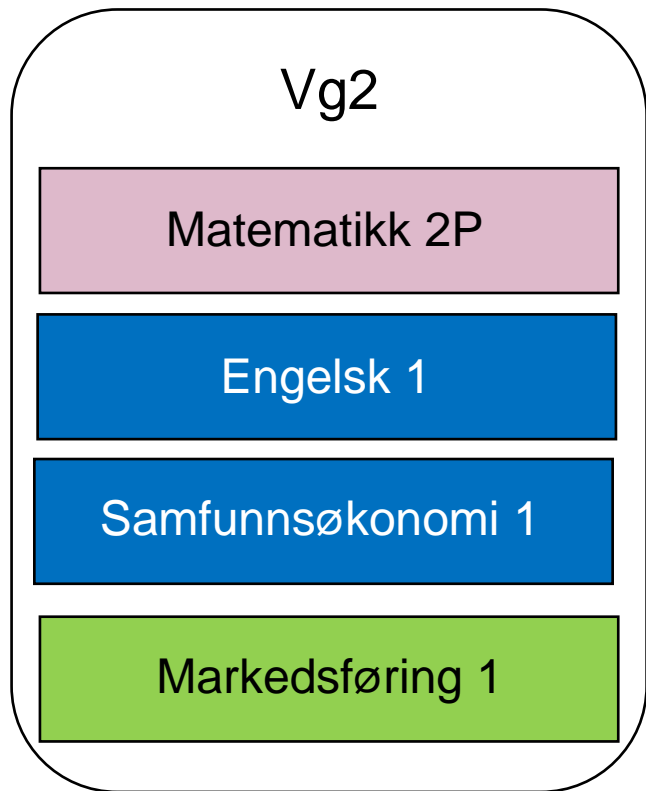 Vg2
Matematikk 2P
Engelsk 1
Samfunnsøkonomi 1
Markedsføring 1